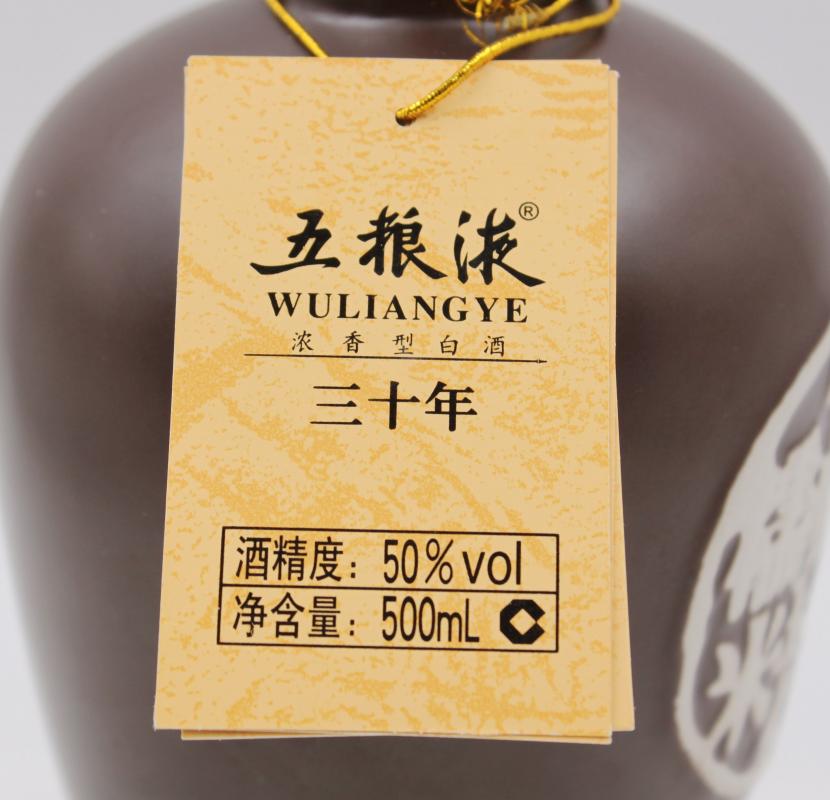 五粮液®
WULIANGYE
浓香型白酒
三十年
酒精度：50%vol
净含量：500mL